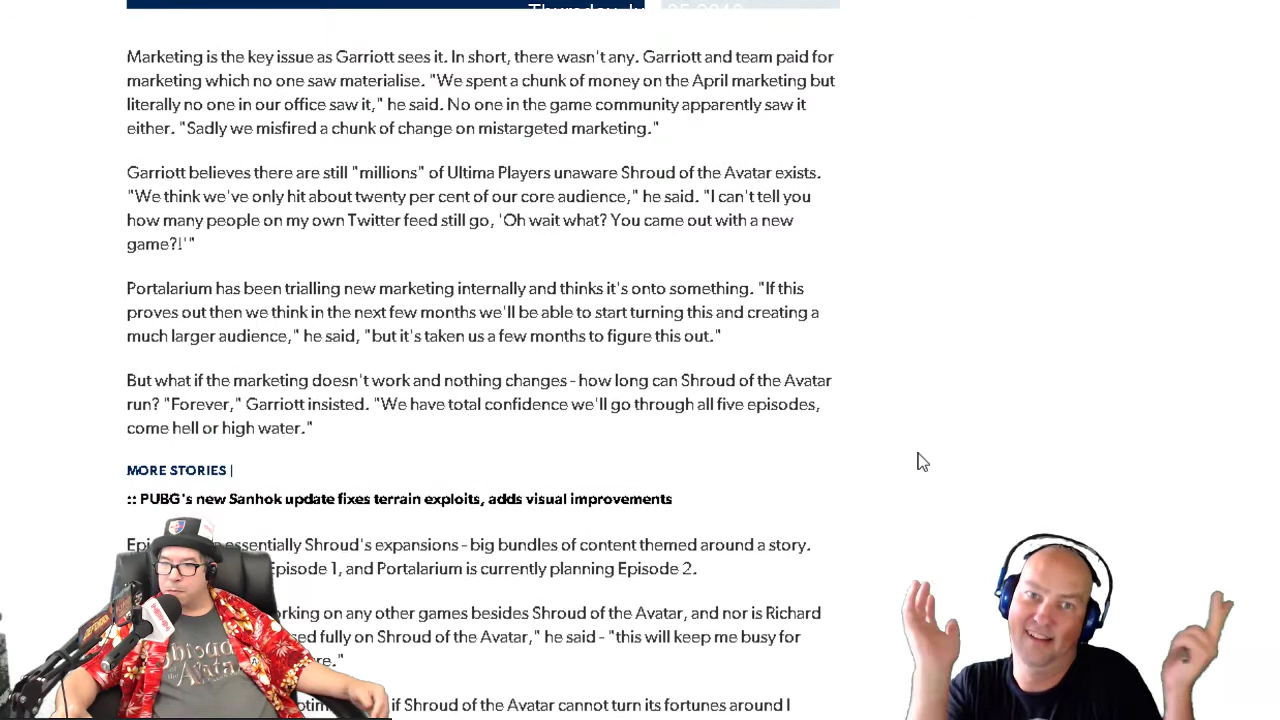 Marketing is the key issue as Garriott sees it. In short, there wasn't any. Garriott and team paid for
marketing which no one saw materialise. "We spent a chunk of money on the April marketing but
literally no one in our office saw it," he said. No one in the game community apparently saw it
either. "Sadly we misfired a chunk of change on mistargeted marketing."
Garriott believes there are still "millions" of Ultima Players unaware Shroud of the Avatar exists.
"We think we've only hit about twenty per cent of our core audience," he said. "I can't tell you
how many people on my own Twitter feed still go, 'Oh wait what? You came out with a new
game?!'"
Portalarium has been trialling new marketing internally and thinks it's onto something. "If this
proves out then we think in the next few months we'll be able to start turning this and creating a
much larger audience," he said, "but it's taken us a few months to figure this out."
But what if the marketing doesn't work and nothing changes - how long can Shroud of the Avatar
run? "Forever," Garriott insisted. "We have total confidence we'll go through all five episodes,
come hell or high water."
MORE STORIES |
:: PUBG's new Sanhok update fixes terrain exploits, adds visual improvements
essentially Shroud's expansions - big bundles of content themed around a story.
Episode 1, and Portalarium is currently planning Episode 2.
orking on any other games besides Shroud of the Avatar, and nor is Richard
sed fully on Shroud of the Avatar," he said - "this will keep me busy for
re."
if Shroud of the Avatar cannot turn its fortunes around I